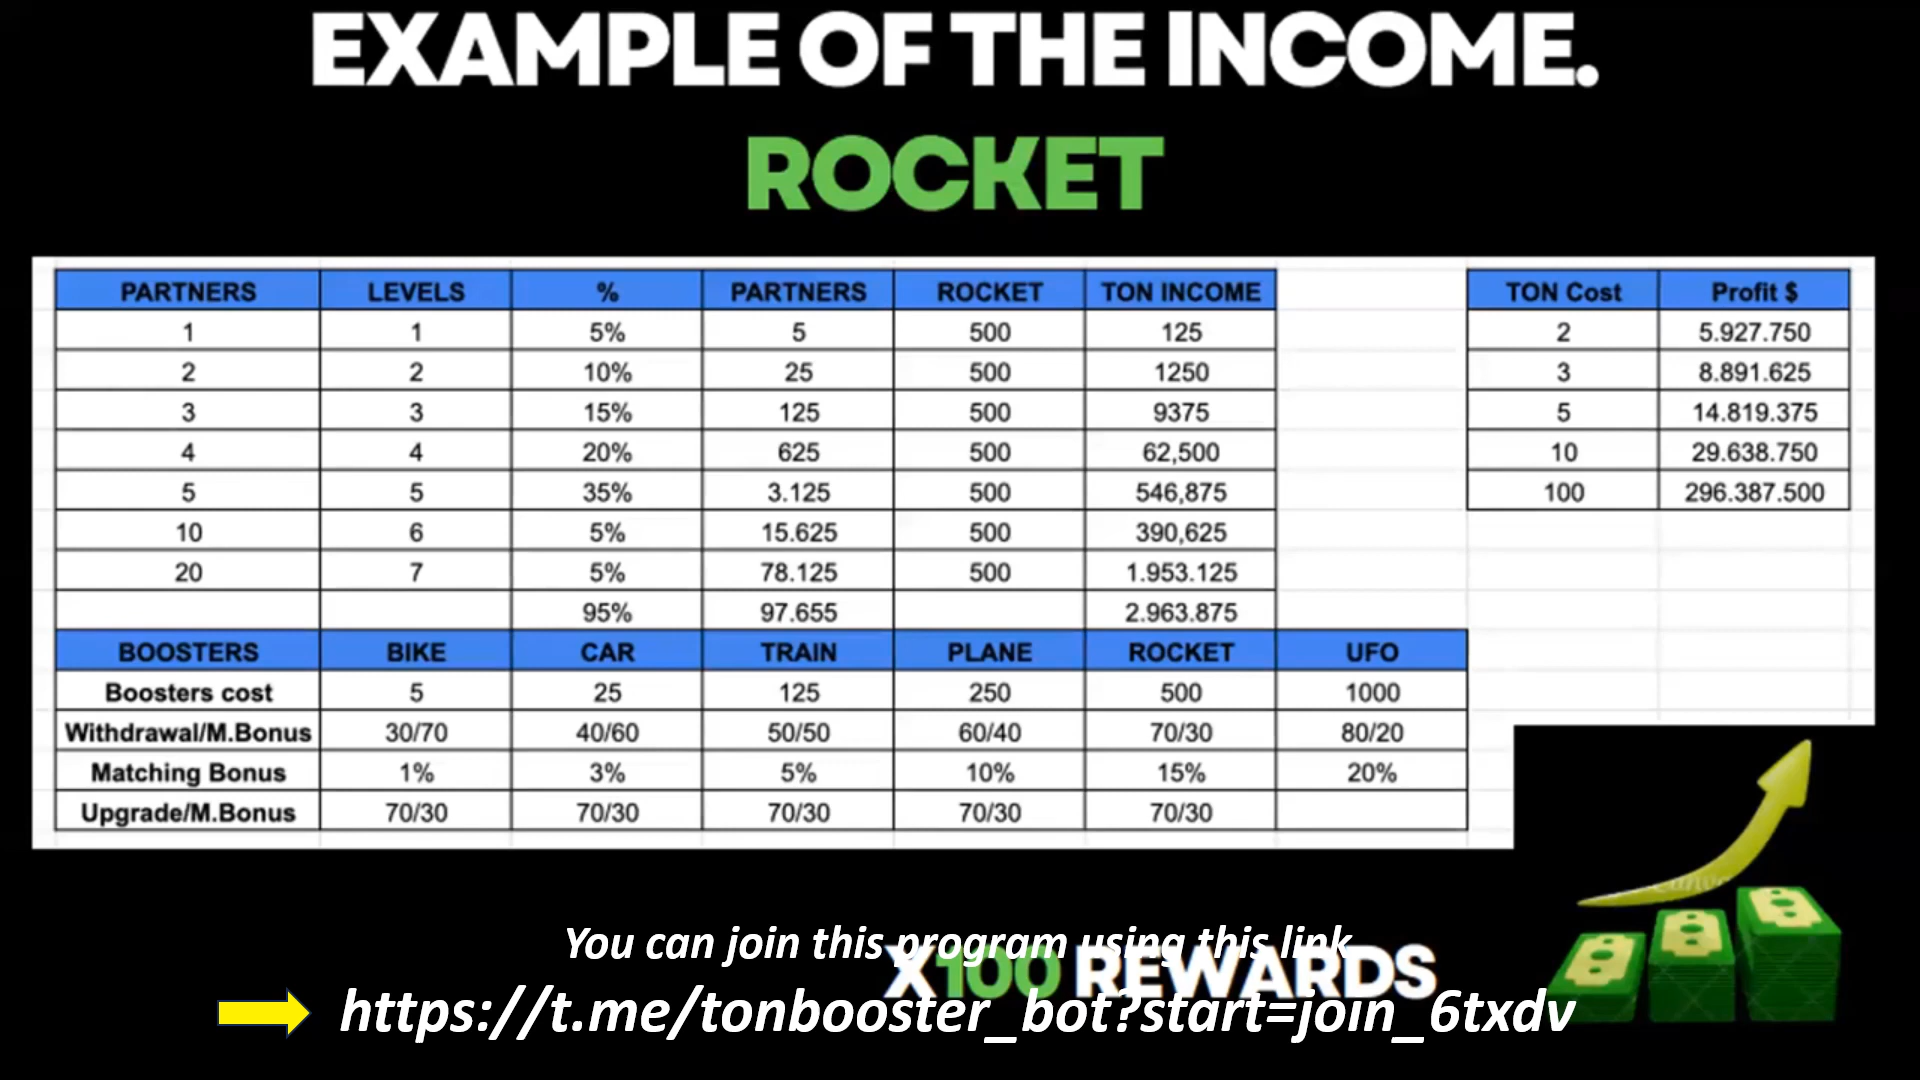 EXAMPLE OF THE INCOME.
ROCKET
PARTNERS LEVELS % PARTNERS ROCKET TON INCOME TON Cost Profit $
1 1 5% 5 500 125 2 5.927.750
2 2 10% 25 500 1250 3 8.891.625
3 3 15% 125 500 9375 5 14.819.375
4 4 20% 625 500 62,500 10 29.638.750
5 5 35% 3.125 500 546,875 100 296.387.500
10 6 5% 15.625 500 390,625
20 7 5% 78.125 500 1.953.125
95% 97.655 2.963.875
BOOSTERS BIKE CAR TRAIN PLANE ROCKET UFO
Boosters cost 5 25 125 250 500 1000
Withdrawal/M.Bonus 30/70 40/60 50/50 60/40 70/30 80/20
Matching Bonus 1% 3% 5% 10% 15% 20%
Upgrade/M.Bonus 70/30 70/30 70/30 70/30 70/30
You can join this program using this link
X100 REWARDS
https://t.me/tonbooster_bot?start=join_6txdv